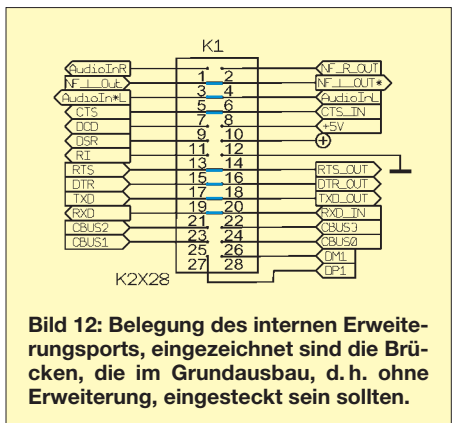 K1
AudioInR 1 2 NF_R_OUT
NF_L_Out 3 4 NF_L_OUT*
AudioIn*L 5 6 AudioInL
CTS 7 8 CTS_IN
DCD 9 10 +5V
DSR 11 12
RI 13 14
RTS 15 16 RTS_OUT
DTR 17 18 DTR_OUT
TXD 19 20 TXD_OUT
RXD 21 22 RXD_IN
CBUS2 23 24 CBUS3
CBUS1 25 26 CBUS0
27 28 DM1
DP1
K2X28
Bild 12: Belegung des internen Erweite-
rungsports, eingezeichnet sind die Brü-
cken, die im Grundausbau, d. h. ohne
Erweiterung, eingesteckt sein sollten.